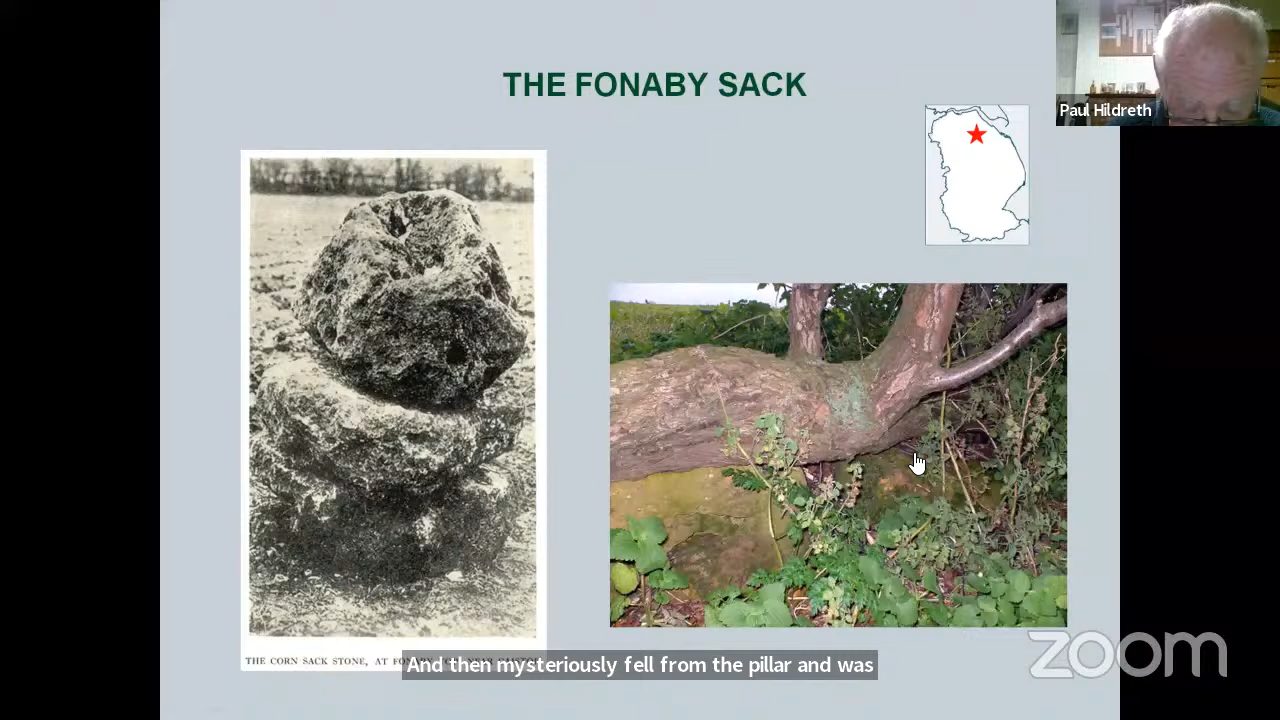 THE FONABY SACK
Paul Hildreth
THE CORN SACK STONE, AT
And then mysteriously fell from the pillar and was
zoom